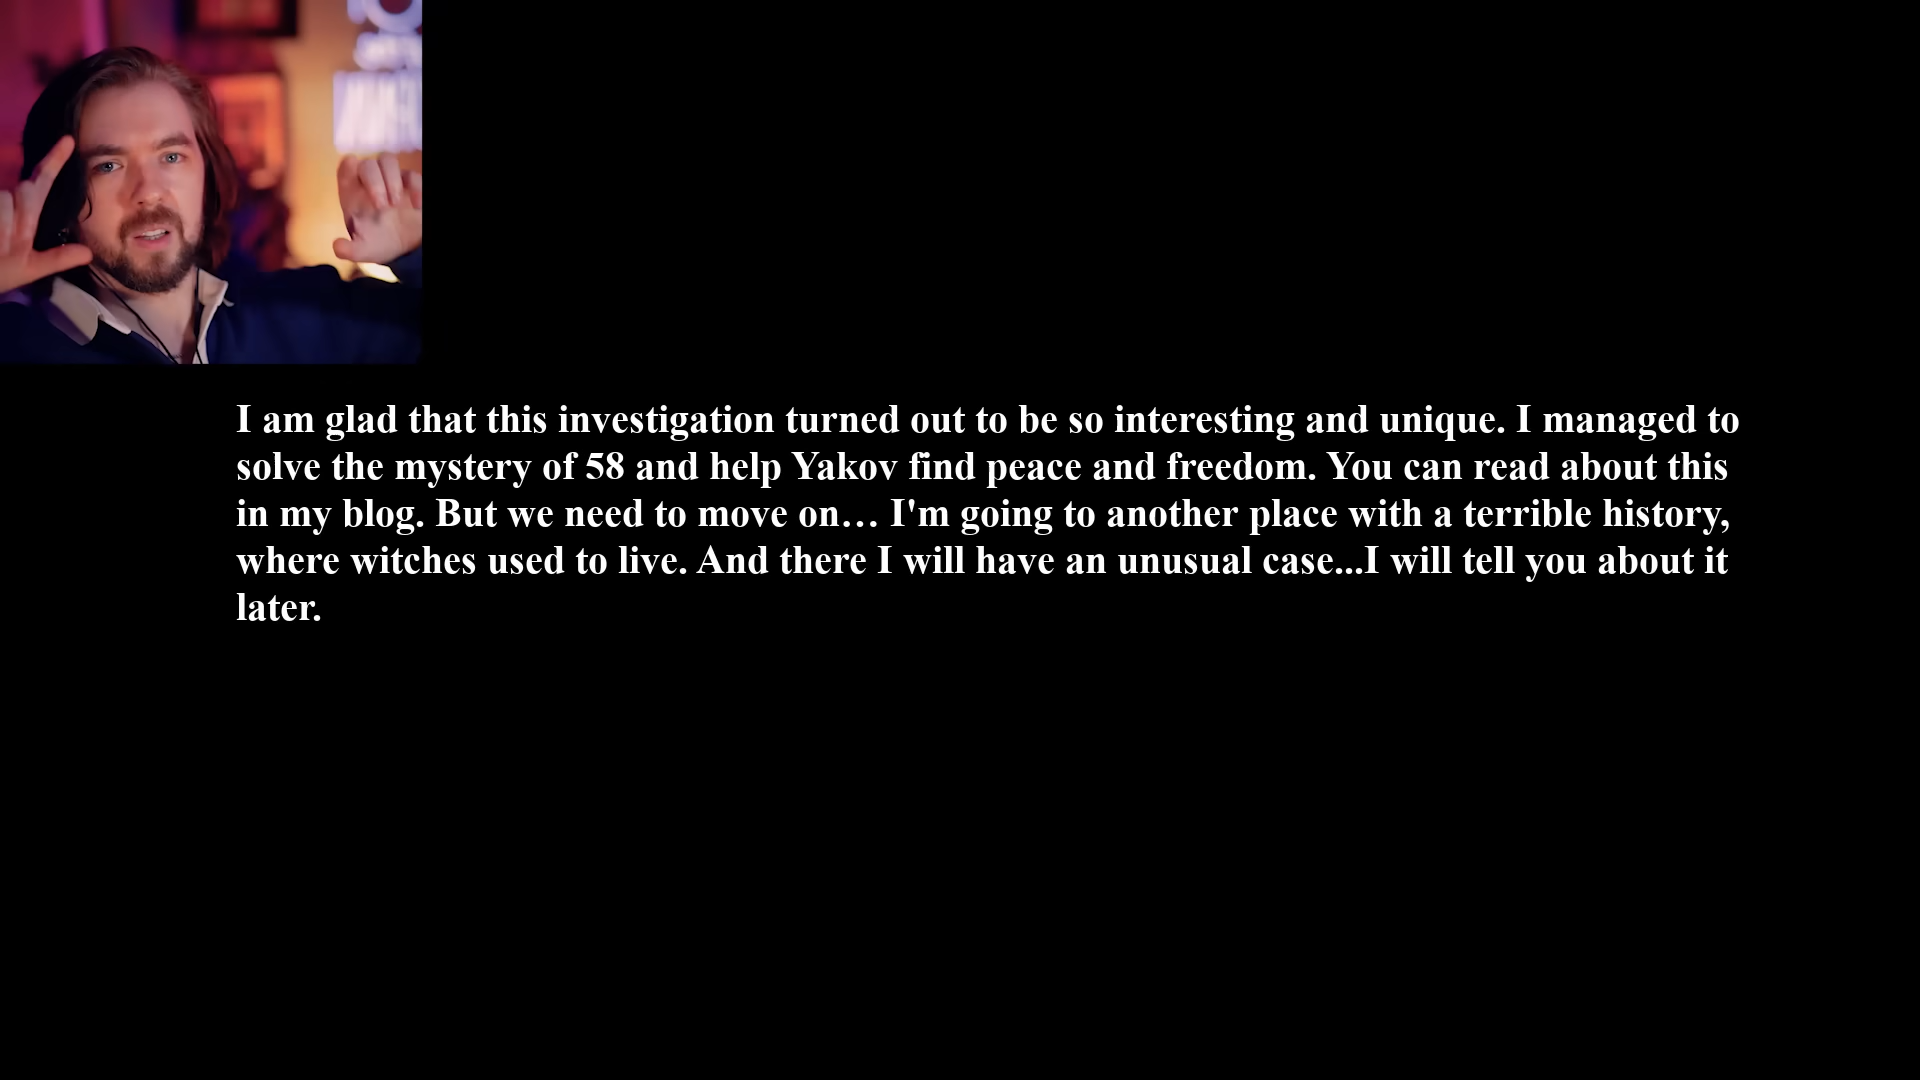 I am glad that this investigation turned out to be so interesting and unique. I managed to
solve the mystery of 58 and help Yakov find peace and freedom. You can read about this
in my blog. But we need to move on… I'm going to another place with a terrible history,
where witches used to live. And there I will have an unusual case...I will tell you about it
later.